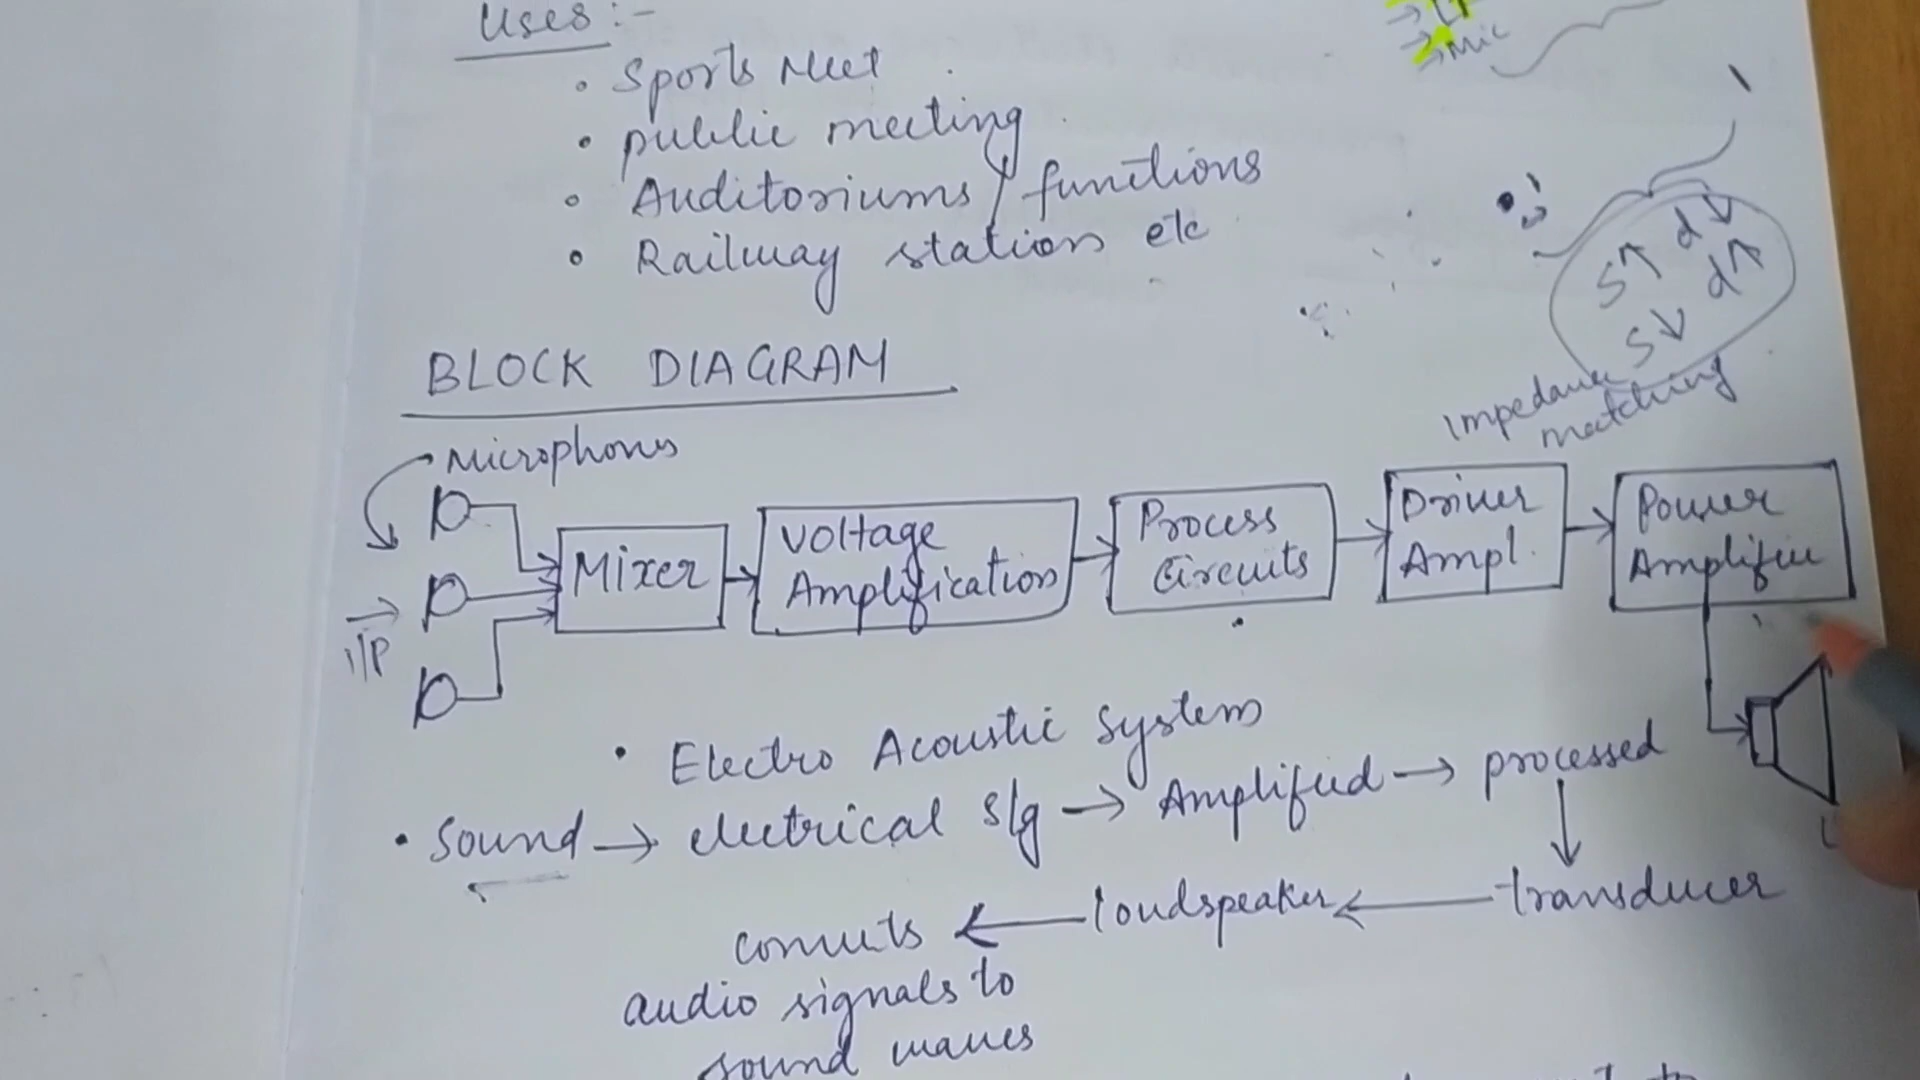 Uses :-
→ Mic
• Sports Meet
• public meeting
• Auditoriums / functions
• Railway stations etc
S↑ d↓
S↓ d↑
Impedance
matching
BLOCK DIAGRAM
Microphones
I/P
Mixer
Voltage
Amplification
Process
Circuits
Driver
Ampl.
Power
Amplifier
• Electro Acoustic System
• Sound → electrical s/g → Amplified → processed
transducer
loudspeaker
converts
audio signals to
sound waves